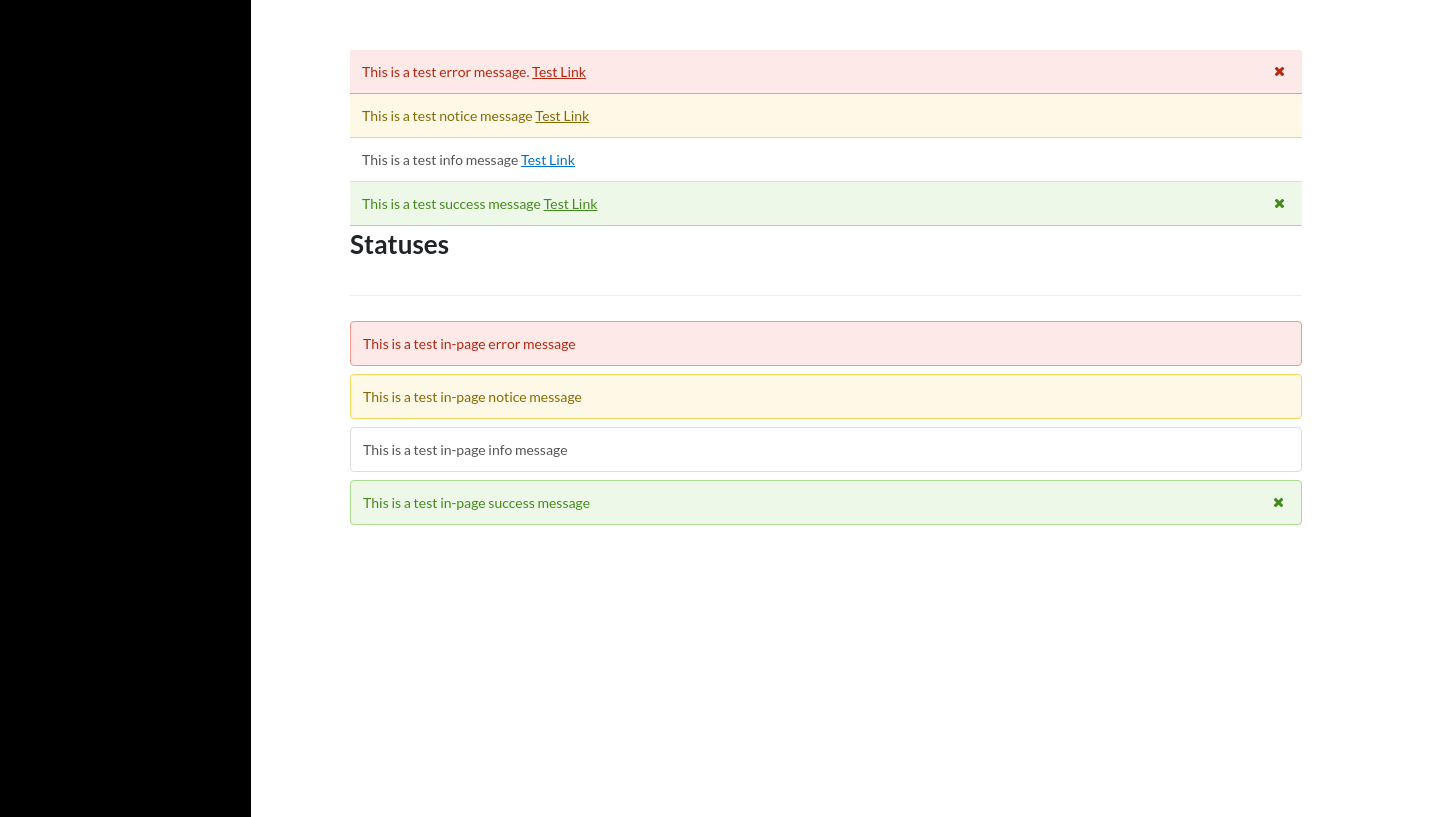 This is a test error message. Test Link
This is a test notice message Test Link
This is a test info message Test Link
This is a test success message Test Link
Statuses
This is a test in-page error message
This is a test in-page notice message
This is a test in-page info message
This is a test in-page success message